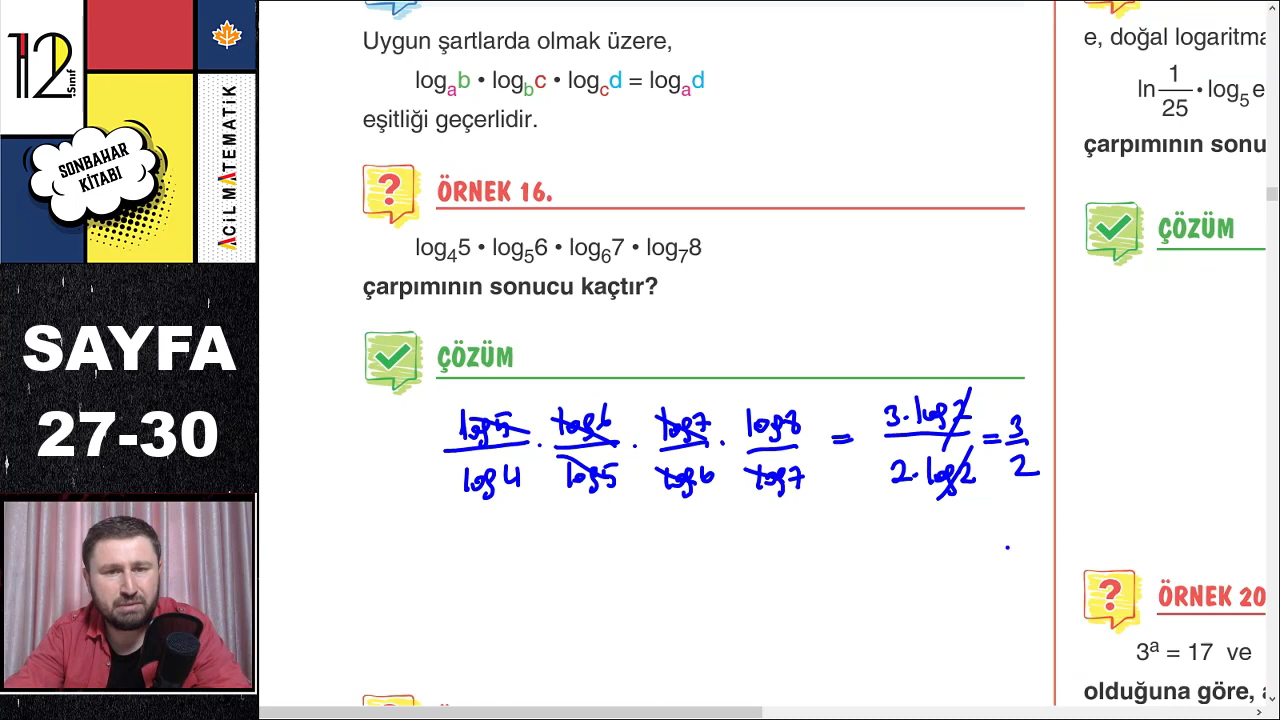 12.Sınıf
SONBAHAR
KİTABI
ACİLMATEMATİK
SAYFA
27-30
Uygun şartlarda olmak üzere,
logₐb • log_bc • log_cd = logₐd
eşitliği geçerlidir.
ÖRNEK 16.
log₄5 • log₅6 • log₆7 • log₇8
çarpımının sonucu kaçtır?
ÇÖZÜM
log5/log4 · log6/log5 · log7/log6 · log8/log7 = 3·log2/2·log2 = 3/2
e, doğal logaritma
ln 1/25 • log₅e
çarpımının sonu
ÇÖZÜM
ÖRNEK 20
3ᵃ = 17 ve
olduğuna göre,